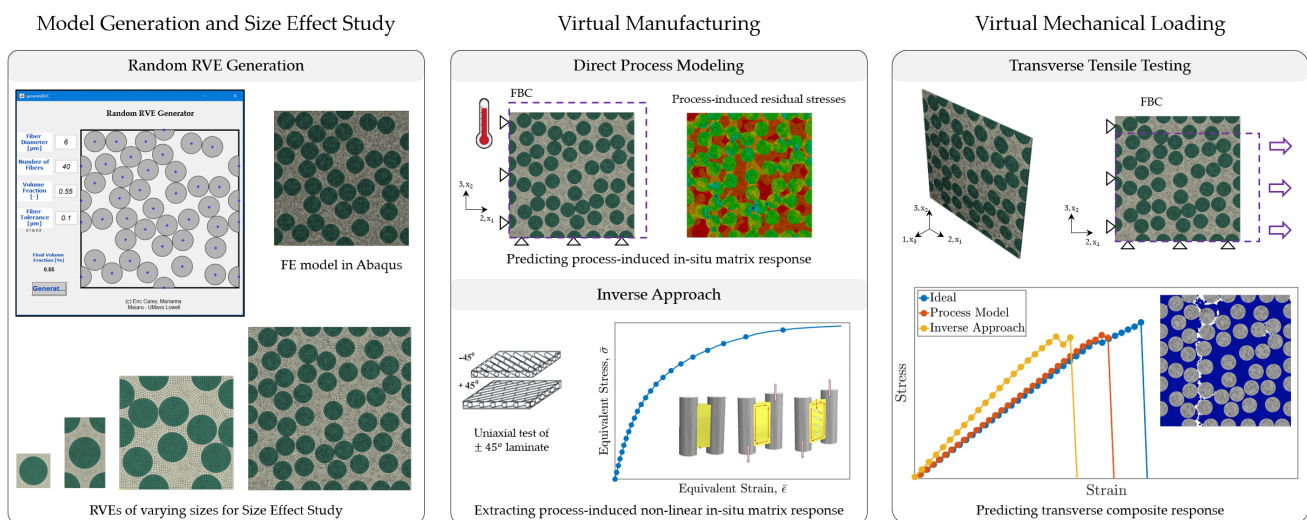 Model Generation and Size Effect Study
Random RVE Generation
generateRVE
Random RVE Generator
Fiber
Diameter
[μm]
6
Number of
Fibers
40
Volume
Fraction
[-]
0.55
Fiber
Tolerance
[μm]
0.1
Final Volume
Fraction [%]
0.55
Generat...
(c) Eric Carey, Marianna
Maiaru - UMass Lowell
FE model in Abaqus
RVEs of varying sizes for Size Effect Study
Virtual Manufacturing
Direct Process Modeling
FBC
Process-induced residual stresses
3, x₂
2, x₁
Predicting process-induced in-situ matrix response
Inverse Approach
-45⁰
+ 45⁰
Uniaxial test of
± 45° laminate
Equivalent Stress, σ̄
Equivalent Strain, ε̄
Extracting process-induced non-linear in-situ matrix response
Virtual Mechanical Loading
Transverse Tensile Testing
FBC
3, x₂
1, x₃
2, x₁
3, x₂
2, x₁
Ideal
Process Model
Inverse Approach
Stress
Strain
Predicting transverse composite response